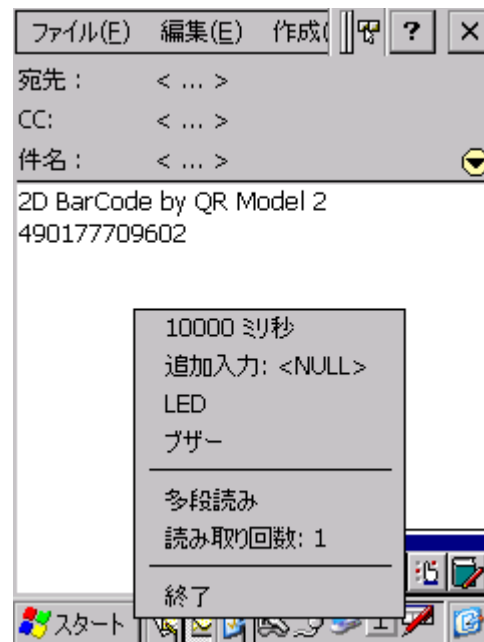 ファイル(F) 編集(E) 作成( ?
宛先： < ... >
CC: < ... >
件名： < ... >
2D BarCode by QR Model 2
490177709602
10000 ミリ秒
追加入力: <NULL>
LED
ブザー
多段読み
読み取り回数: 1
終了
スタート